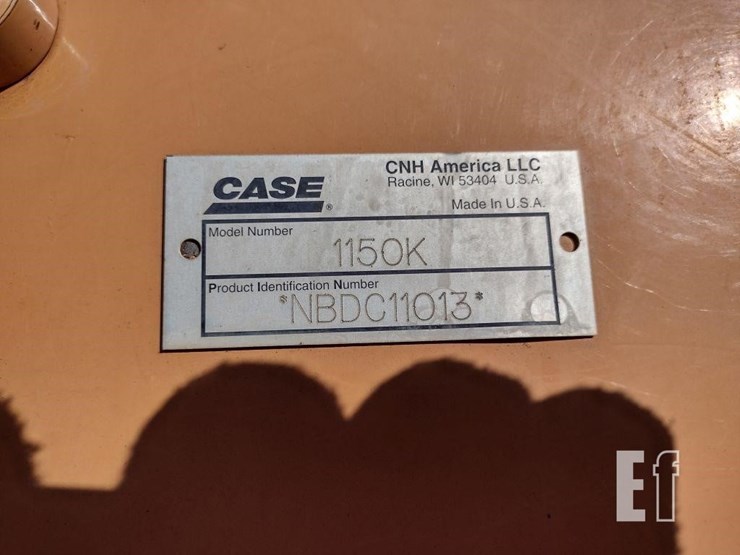 CASE®
CNH America LLC
Racine, WI 53404 U.S.A.
Made in U.S.A.
Model Number
1150K
Product Identification Number
*NBDC11013*
Ef